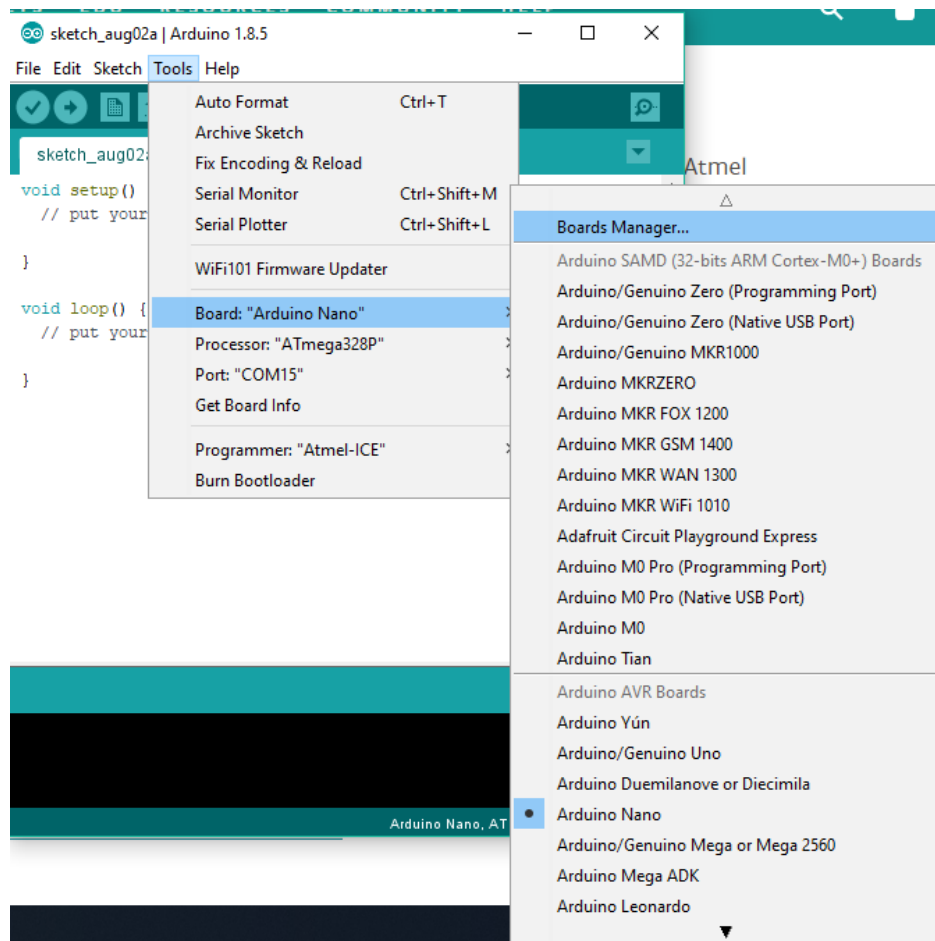 sketch_aug02a | Arduino 1.8.5
File Edit Sketch Tools Help
sketch_aug02
void setup()
// put your
}
void loop() {
// put your
}
Auto Format Ctrl+T
Archive Sketch
Fix Encoding & Reload
Serial Monitor Ctrl+Shift+M
Serial Plotter Ctrl+Shift+L
WiFi101 Firmware Updater
Board: "Arduino Nano"
Processor: "ATmega328P"
Port: "COM15"
Get Board Info
Programmer: "Atmel-ICE"
Burn Bootloader
Atmel
Boards Manager...
Arduino SAMD (32-bits ARM Cortex-M0+) Boards
Arduino/Genuino Zero (Programming Port)
Arduino/Genuino Zero (Native USB Port)
Arduino/Genuino MKR1000
Arduino MKRZERO
Arduino MKR FOX 1200
Arduino MKR GSM 1400
Arduino MKR WAN 1300
Arduino MKR WiFi 1010
Adafruit Circuit Playground Express
Arduino M0 Pro (Programming Port)
Arduino M0 Pro (Native USB Port)
Arduino M0
Arduino Tian
Arduino AVR Boards
Arduino Yún
Arduino/Genuino Uno
Arduino Duemilanove or Diecimila
Arduino Nano
Arduino/Genuino Mega or Mega 2560
Arduino Mega ADK
Arduino Leonardo
Arduino Nano, AT